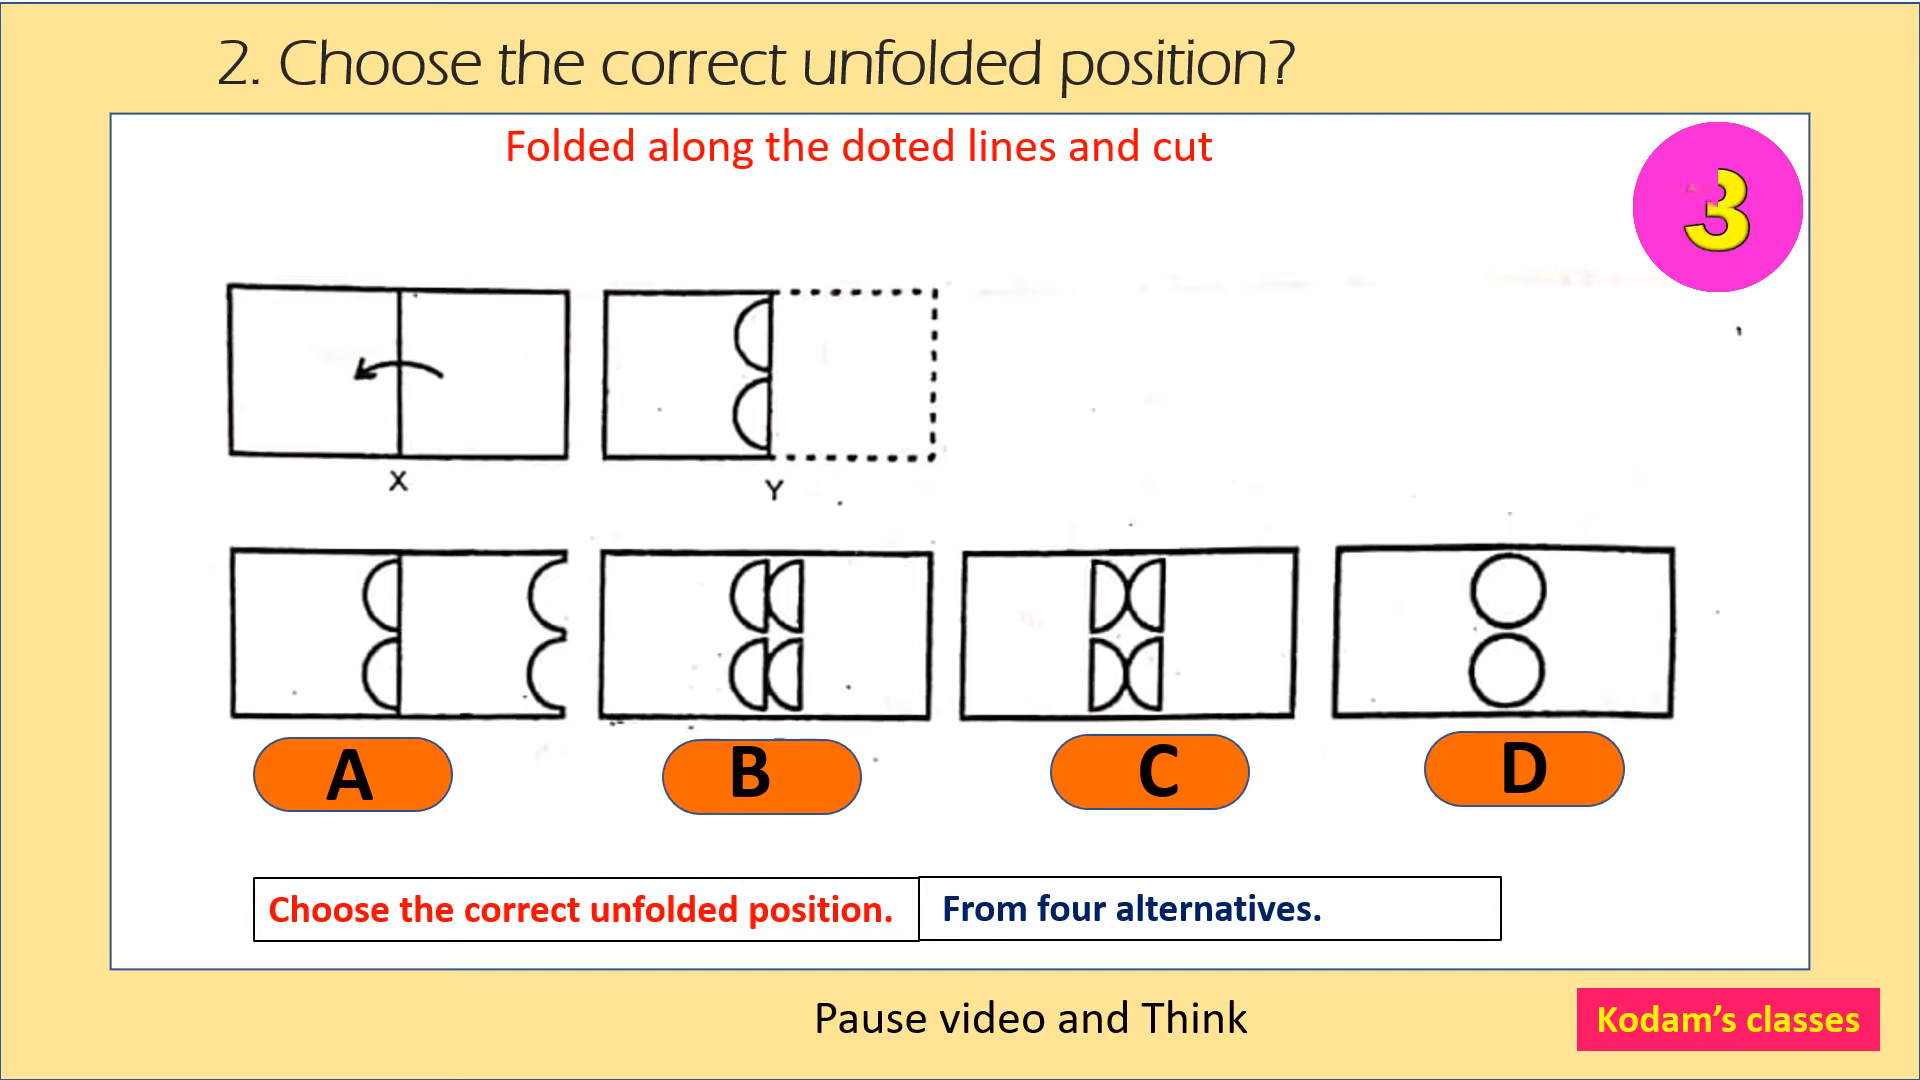 2. Choose the correct unfolded position?
Folded along the doted lines and cut
3
X
Y
A
B
C
D
Choose the correct unfolded position.
From four alternatives.
Pause video and Think
Kodam's classes